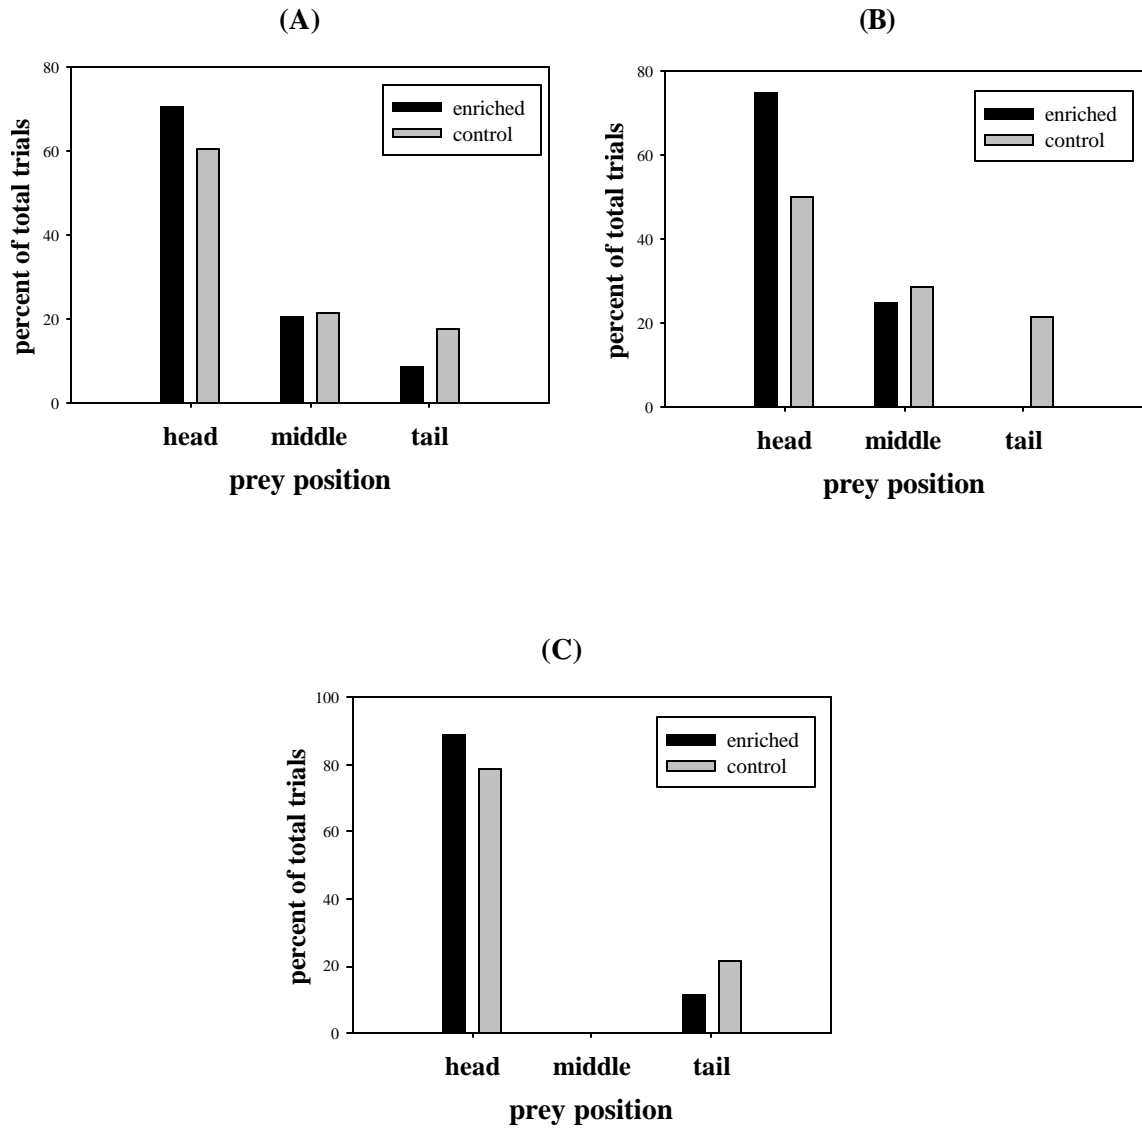 (A)
percent of total trials
80
60
40
20
0
enriched
control
head middle tail
prey position
(B)
percent of total trials
80
60
40
20
0
enriched
control
head middle tail
prey position
(C)
percent of total trials
100
80
60
40
20
0
enriched
control
head middle tail
prey position